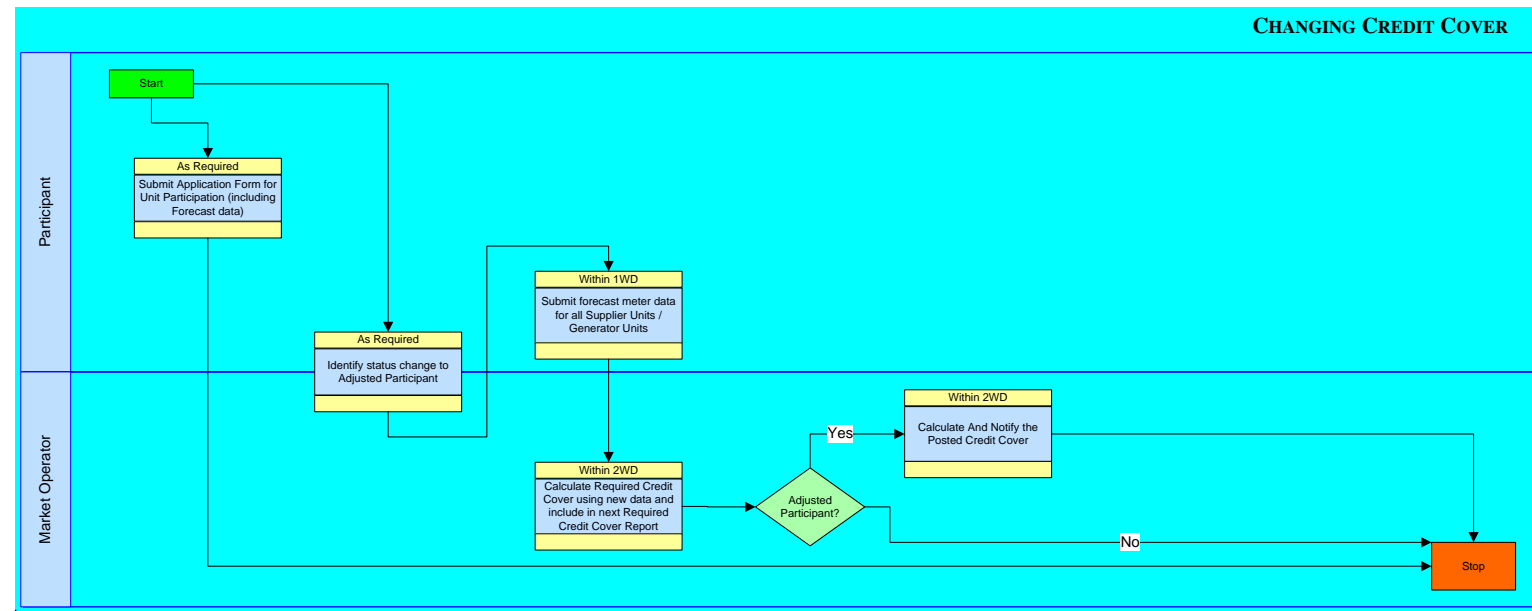 CHANGING CREDIT COVER
Participant
Start
As Required
Submit Application Form for
Unit Participation (including
Forecast data)
Within 1WD
Submit forecast meter data
for all Supplier Units /
Generator Units
As Required
Identify status change to
Adjusted Participant
Market Operator
Within 2WD
Calculate And Notify the
Posted Credit Cover
Yes
Within 2WD
Calculate Required Credit
Cover using new data and
include in next Required
Credit Cover Report
Adjusted
Participant?
No
Stop